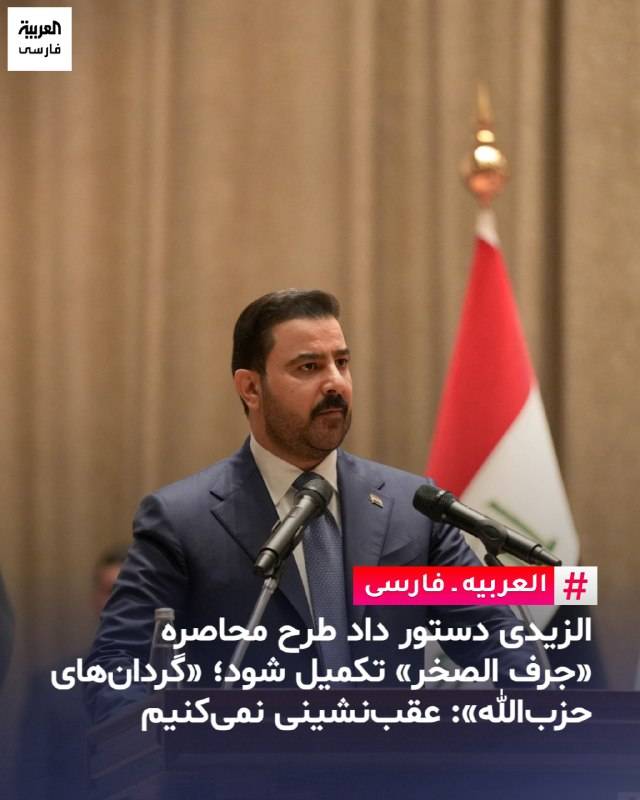 العربية
فارسی
# العربیه ـ فارسی
الزیدی دستور داد طرح محاصره
«جرف الصخر» تکمیل شود؛ «گردان‌های
حزب‌الله»: عقب‌نشینی نمی‌کنیم